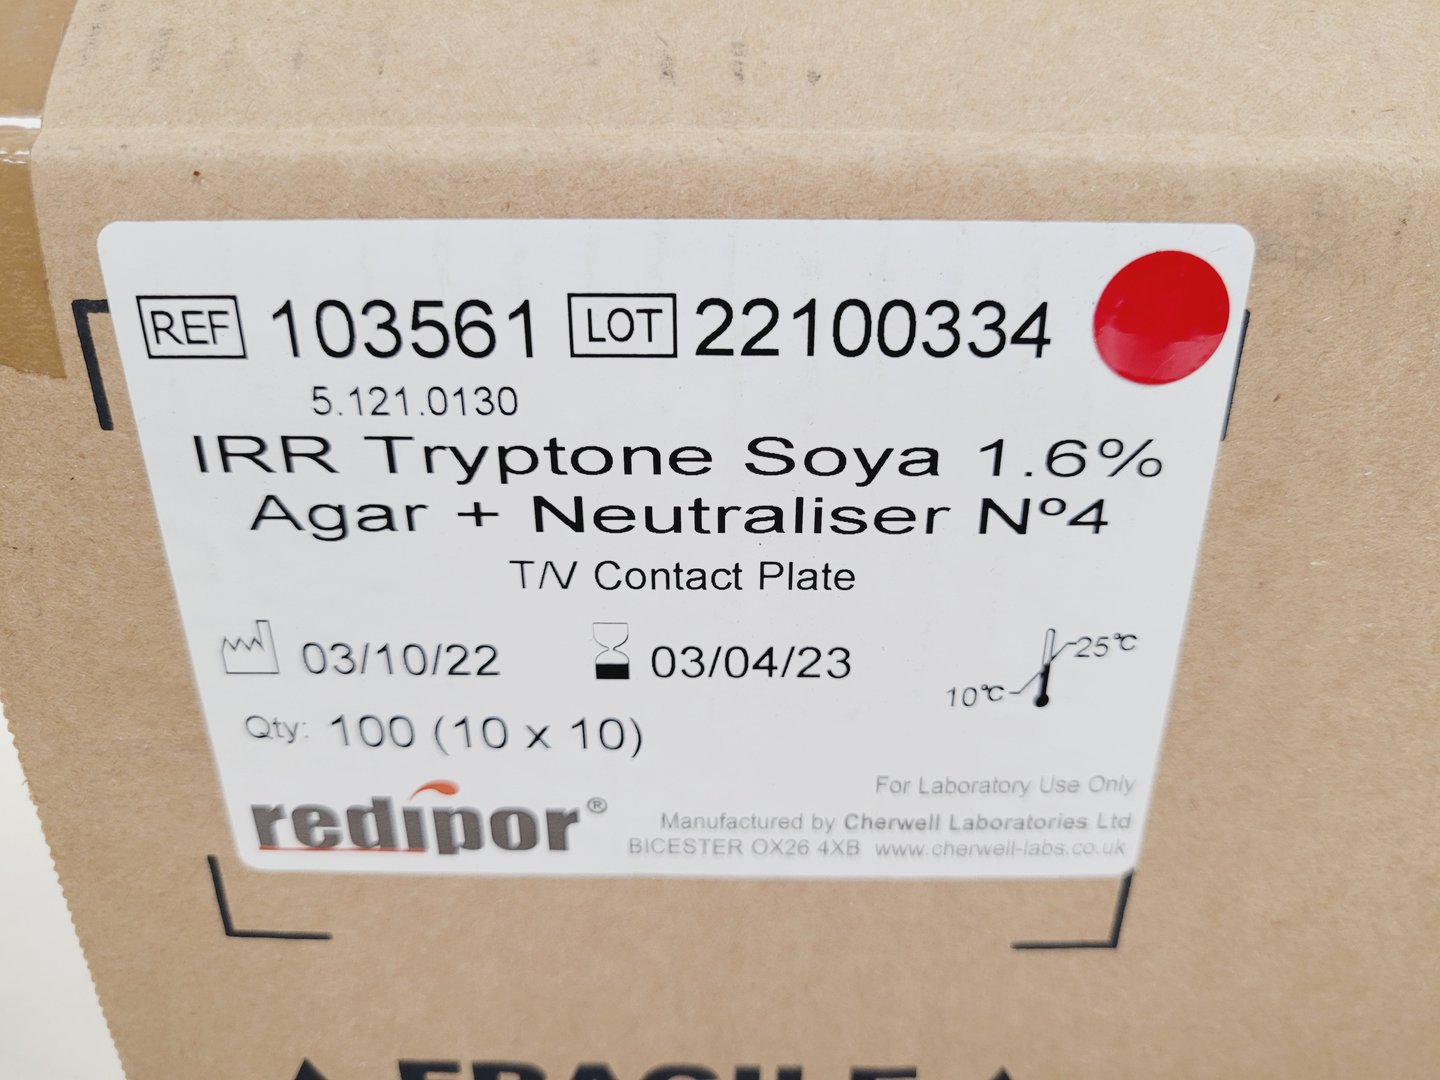 REF 103561 LOT 22100334
5.121.0130
IRR Tryptone Soya 1.6%
Agar + Neutraliser Nº4
T/V Contact Plate
03/10/22 03/04/23 25°C
10°C
Qty: 100 (10 x 10)
For Laboratory Use Only
redipor®
Manufactured by Cherwell Laboratories Ltd
BICESTER OX26 4XB www.cherwell-labs.co.uk
FRAGILE